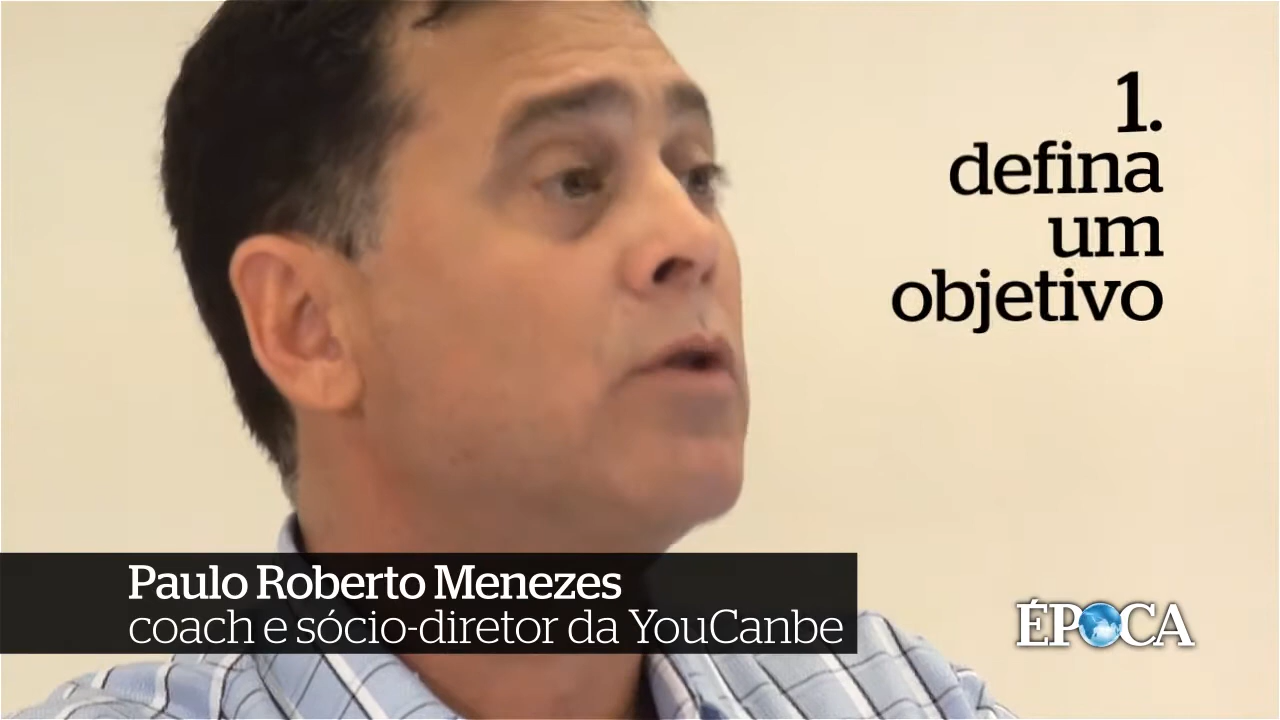 1.
defina
um
objetivo
Paulo Roberto Menezes
coach e sócio-diretor da YouCanbe
ÉPOCA